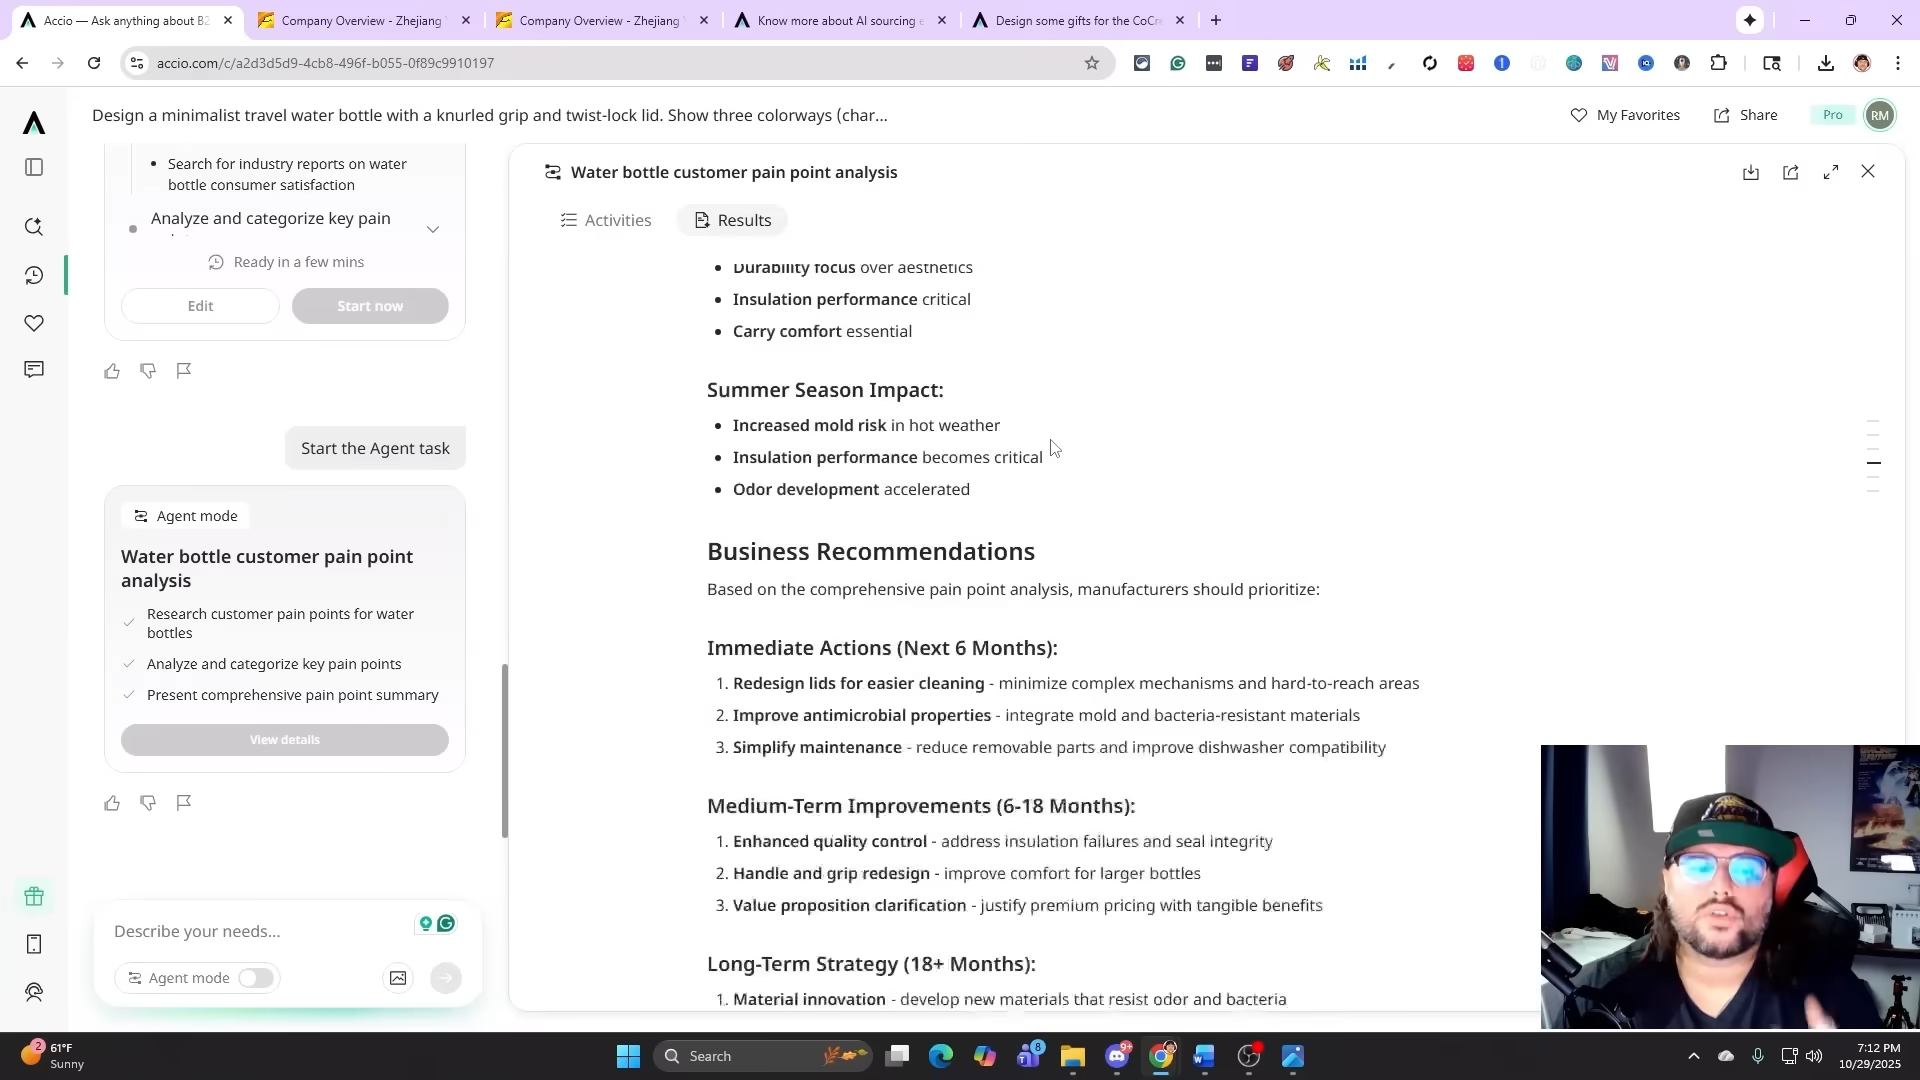 Accio — Ask anything about B2
Company Overview - Zhejiang
Company Overview - Zhejiang
Know more about AI sourcing e
Design some gifts for the CoCre
accio.com/c/a2d3d5d9-4cb8-496f-b055-0f89c9910197
Design a minimalist travel water bottle with a knurled grip and twist-lock lid. Show three colorways (char...
My Favorites
Share
Pro
RM
Search for industry reports on water
bottle consumer satisfaction
Analyze and categorize key pain
Ready in a few mins
Edit
Start now
Start the Agent task
Agent mode
Water bottle customer pain point
analysis
Research customer pain points for water
bottles
Analyze and categorize key pain points
Present comprehensive pain point summary
View details
Describe your needs...
Agent mode
Water bottle customer pain point analysis
Activities
Results
• Durability focus over aesthetics
• Insulation performance critical
• Carry comfort essential
Summer Season Impact:
• Increased mold risk in hot weather
• Insulation performance becomes critical
• Odor development accelerated
Business Recommendations
Based on the comprehensive pain point analysis, manufacturers should prioritize:
Immediate Actions (Next 6 Months):
1. Redesign lids for easier cleaning - minimize complex mechanisms and hard-to-reach areas
2. Improve antimicrobial properties - integrate mold and bacteria-resistant materials
3. Simplify maintenance - reduce removable parts and improve dishwasher compatibility
Medium-Term Improvements (6-18 Months):
1. Enhanced quality control - address insulation failures and seal integrity
2. Handle and grip redesign - improve comfort for larger bottles
3. Value proposition clarification - justify premium pricing with tangible benefits
Long-Term Strategy (18+ Months):
1. Material innovation - develop new materials that resist odor and bacteria
2
61°F
Sunny
Search
8
9+
7:12 PM
10/29/2025